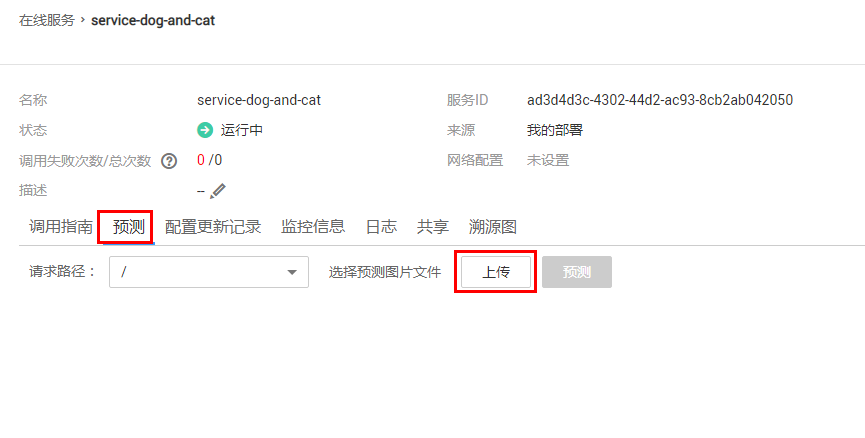 在线服务 › service-dog-and-cat
名称 service-dog-and-cat 服务ID ad3d4d3c-4302-44d2-ac93-8cb2ab042050
状态 运行中 来源 我的部署
调用失败次数/总次数 ? 0 /0 网络配置 未设置
描述 --
调用指南 预测 配置更新记录 监控信息 日志 共享 溯源图
请求路径： / 选择预测图片文件 上传 预测